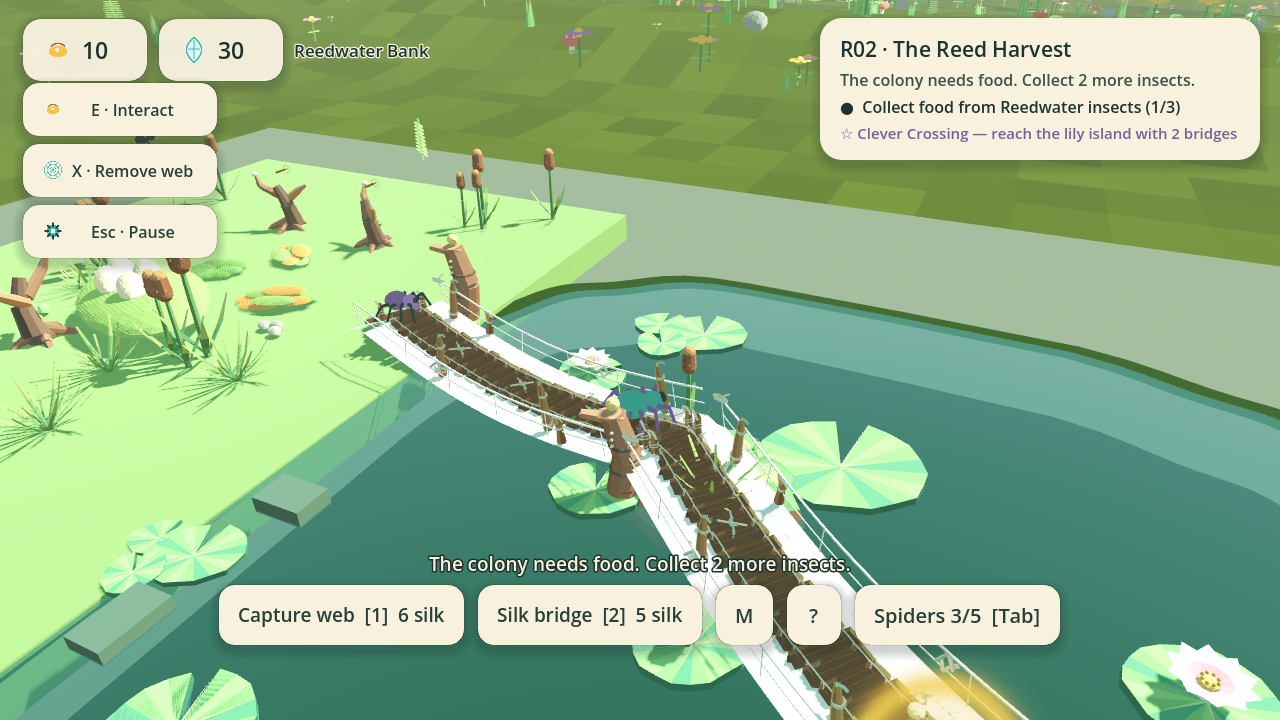 10
30
Reedwater Bank
E · Interact
X · Remove web
Esc · Pause
R02 · The Reed Harvest
The colony needs food. Collect 2 more insects.
● Collect food from Reedwater insects (1/3)
☆ Clever Crossing — reach the lily island with 2 bridges
The colony needs food. Collect 2 more insects.
Capture web [1] 6 silk
Silk bridge [2] 5 silk
M
?
Spiders 3/5 [Tab]